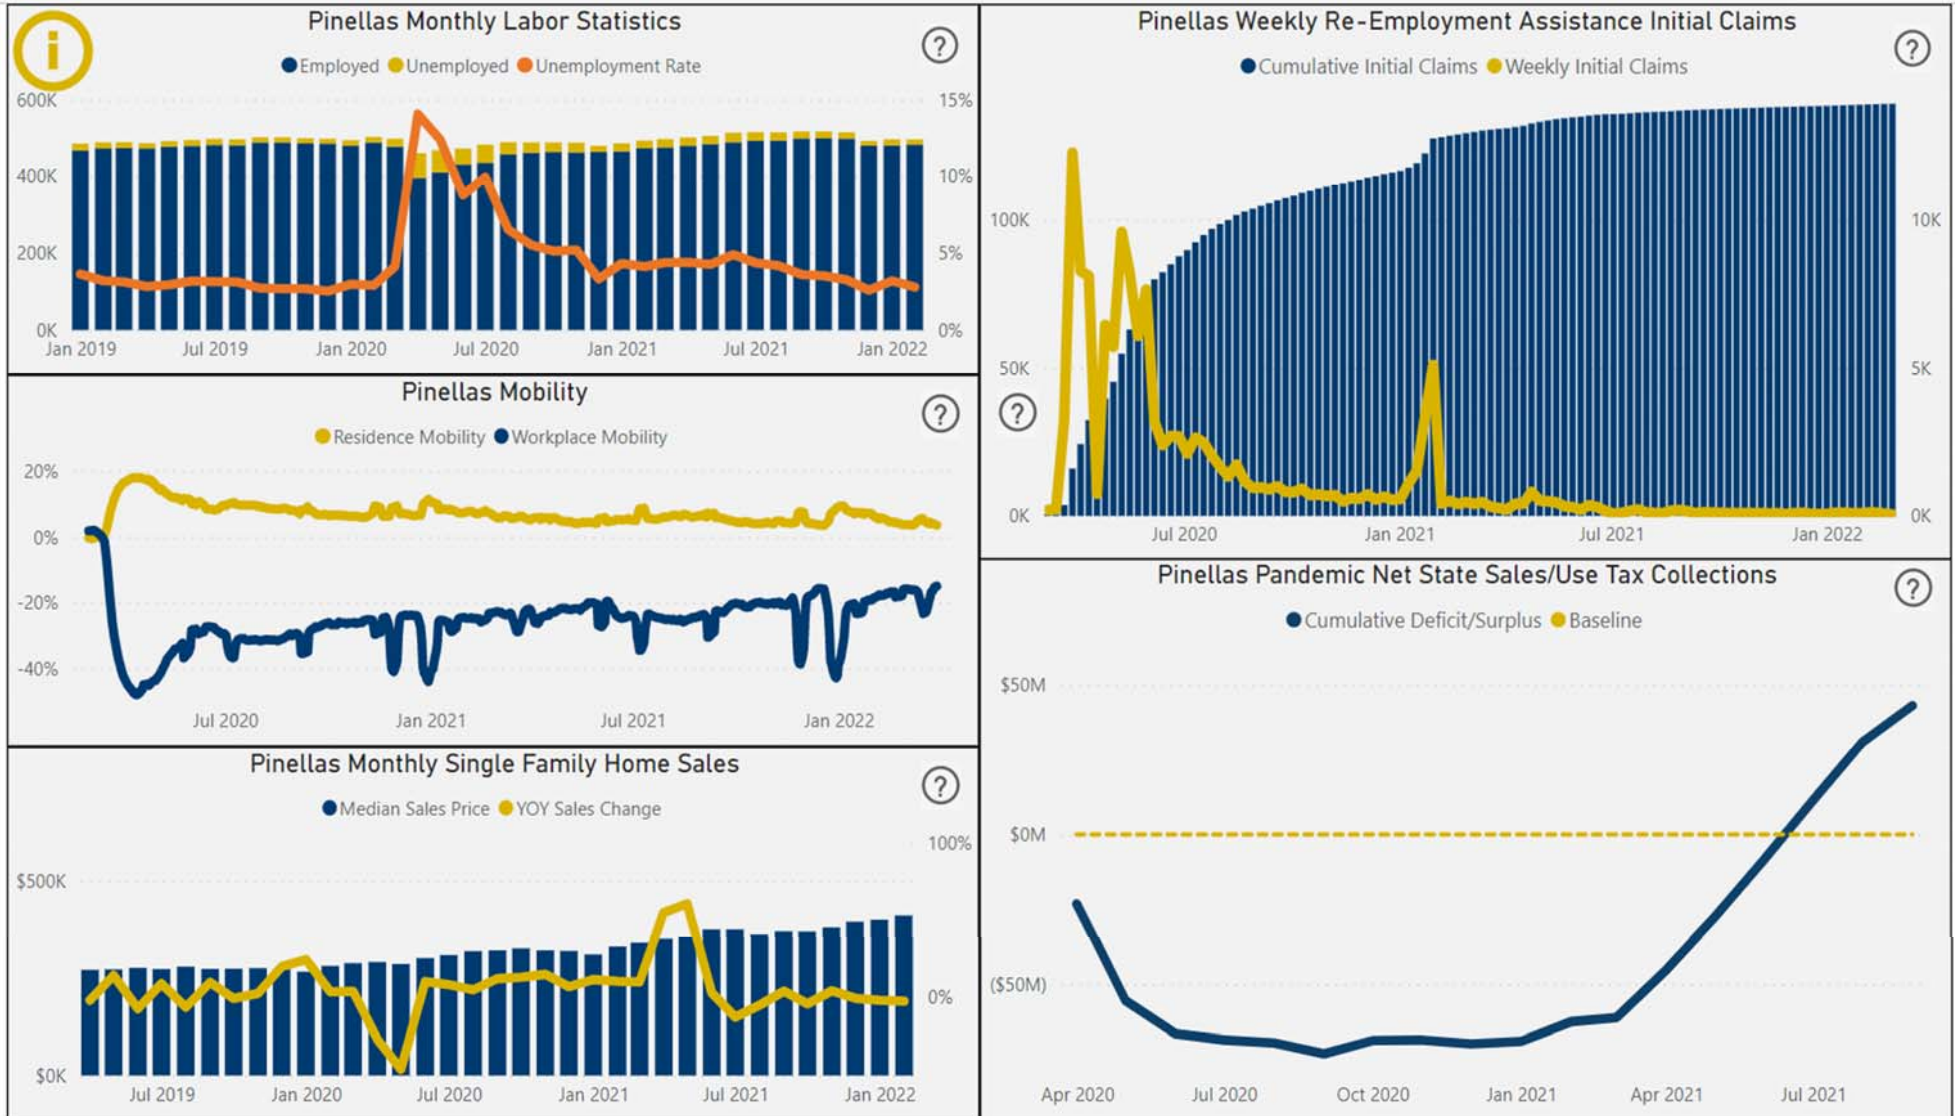 i
Pinellas Monthly Labor Statistics
?
Employed Unemployed Unemployment Rate
600K 15%
400K 10%
200K 5%
0K 0%
Jan 2019 Jul 2019 Jan 2020 Jul 2020 Jan 2021 Jul 2021 Jan 2022
Pinellas Mobility
?
Residence Mobility Workplace Mobility
20%
0%
-20%
-40%
Jul 2020 Jan 2021 Jul 2021 Jan 2022
Pinellas Monthly Single Family Home Sales
?
Median Sales Price YOY Sales Change
100%
$500K
0%
$0K
Jul 2019 Jan 2020 Jul 2020 Jan 2021 Jul 2021 Jan 2022
Pinellas Weekly Re-Employment Assistance Initial Claims
?
Cumulative Initial Claims Weekly Initial Claims
100K 10K
50K 5K
?
0K 0K
Jul 2020 Jan 2021 Jul 2021 Jan 2022
Pinellas Pandemic Net State Sales/Use Tax Collections
?
Cumulative Deficit/Surplus Baseline
$50M
$0M
($50M)
Apr 2020 Jul 2020 Oct 2020 Jan 2021 Apr 2021 Jul 2021